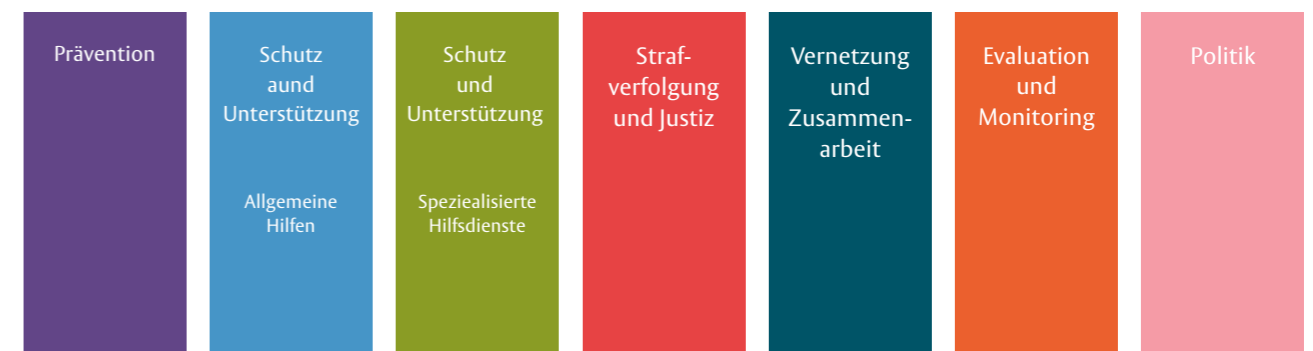 Prävention
Schutz
aund
Unterstützung
Allgemeine
Hilfen
Schutz
und
Unterstützung
Speziealisierte
Hilfsdienste
Straf-
verfolgung
und Justiz
Vernetzung
und
Zusammen-
arbeit
Evaluation
und
Monitoring
Politik